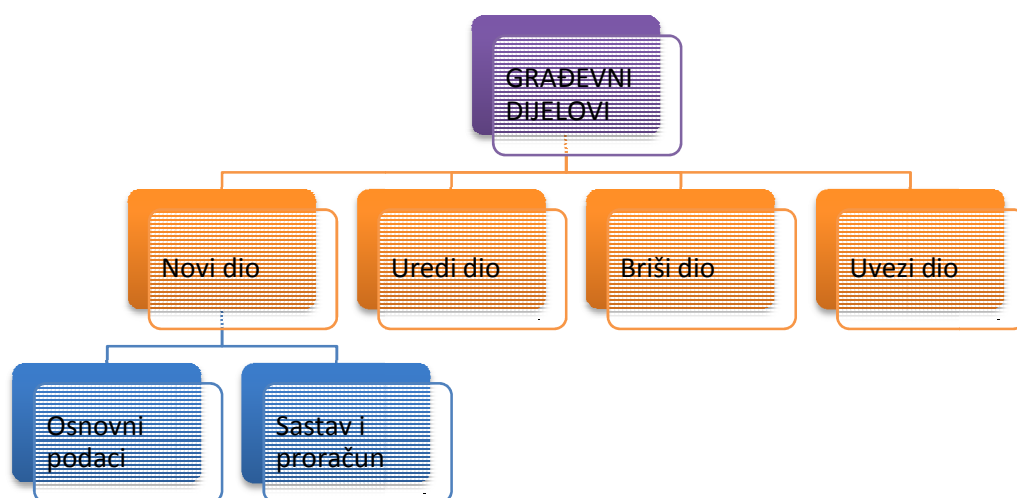 GRAĐEVNI
DIJELOVI
Novi dio
Uredi dio
Briši dio
Uvezi dio
Osnovni
podaci
Sastav i
proračun